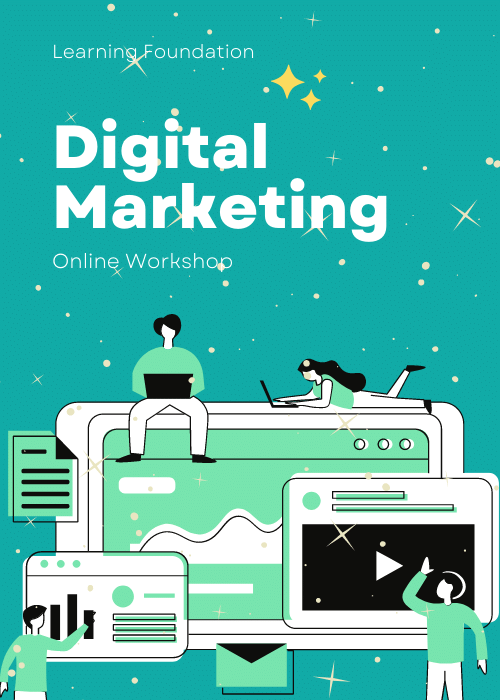 Learning Foundation
Digital
Marketing
Online Workshop